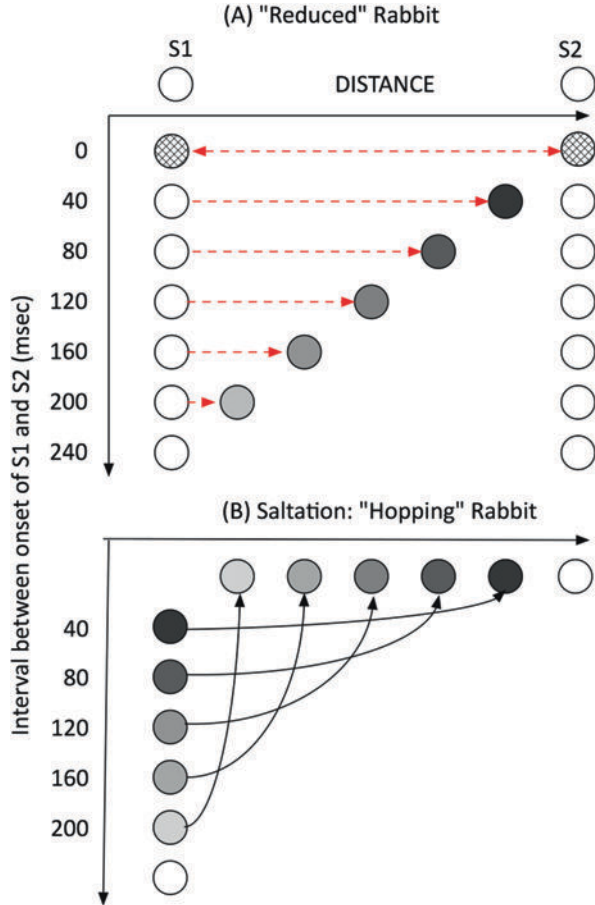 (A) "Reduced" Rabbit
S1 S2
DISTANCE
0
40
80
120
160
200
240
Interval between onset of S1 and S2 (msec)
(B) Saltation: "Hopping" Rabbit
40
80
120
160
200